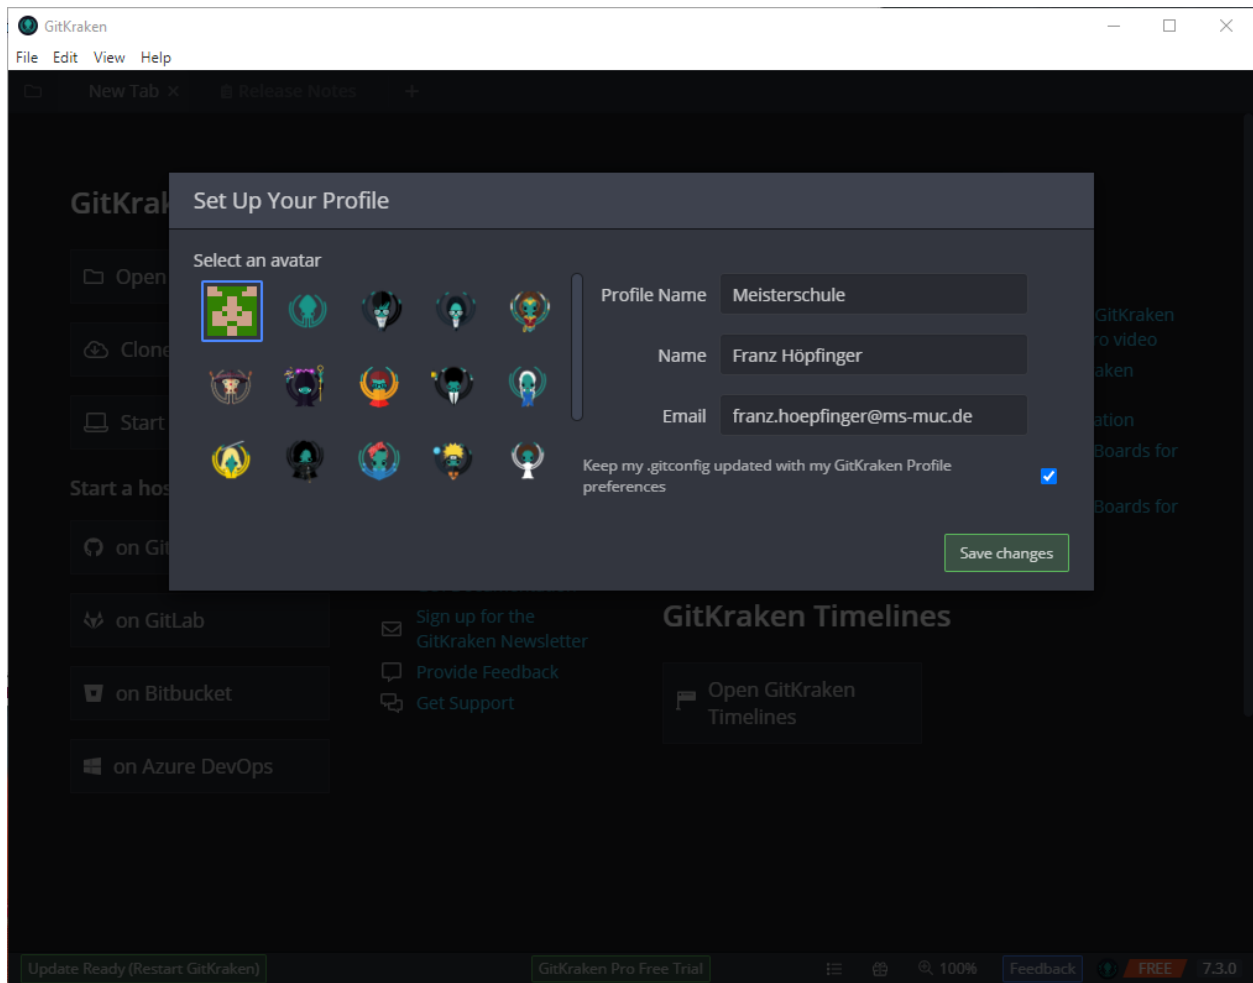 GitKraken
File Edit View Help
New Tab
Release Notes
Set Up Your Profile
Select an avatar
Profile Name
Meisterschule
Name
Franz Höpfinger
Email
franz.hoepfinger@ms-muc.de
Keep my .gitconfig updated with my GitKraken Profile
preferences
Save changes
GitKrak
Open
Clone
Start
Start a hos
on Git
on GitLab
on Bitbucket
on Azure DevOps
Sign up for the
GitKraken Newsletter
Provide Feedback
Get Support
GitKraken
ro video
aken
ation
Boards for
Boards for
GitKraken Timelines
Open GitKraken
Timelines
Update Ready (Restart GitKraken)
GitKraken Pro Free Trial
100%
Feedback
FREE
7.3.0